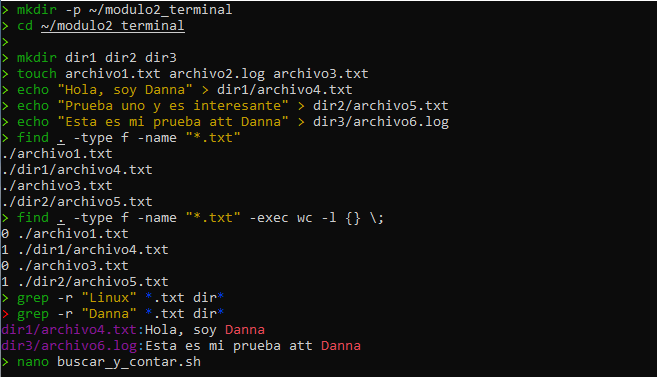 > mkdir -p ~/modulo2_terminal
> cd ~/modulo2_terminal
>
> mkdir dir1 dir2 dir3
> touch archivo1.txt archivo2.log archivo3.txt
> echo "Hola, soy Danna" > dir1/archivo4.txt
> echo "Prueba uno y es interesante" > dir2/archivo5.txt
> echo "Esta es mi prueba att Danna" > dir3/archivo6.log
> find . -type f -name "*.txt"
./archivo1.txt
./dir1/archivo4.txt
./archivo3.txt
./dir2/archivo5.txt
> find . -type f -name "*.txt" -exec wc -l {} \;
0 ./archivo1.txt
1 ./dir1/archivo4.txt
0 ./archivo3.txt
1 ./dir2/archivo5.txt
> grep -r "Linux" *.txt dir*
> grep -r "Danna" *.txt dir*
dir1/archivo4.txt:Hola, soy Danna
dir3/archivo6.log:Esta es mi prueba att Danna
> nano buscar_y_contar.sh